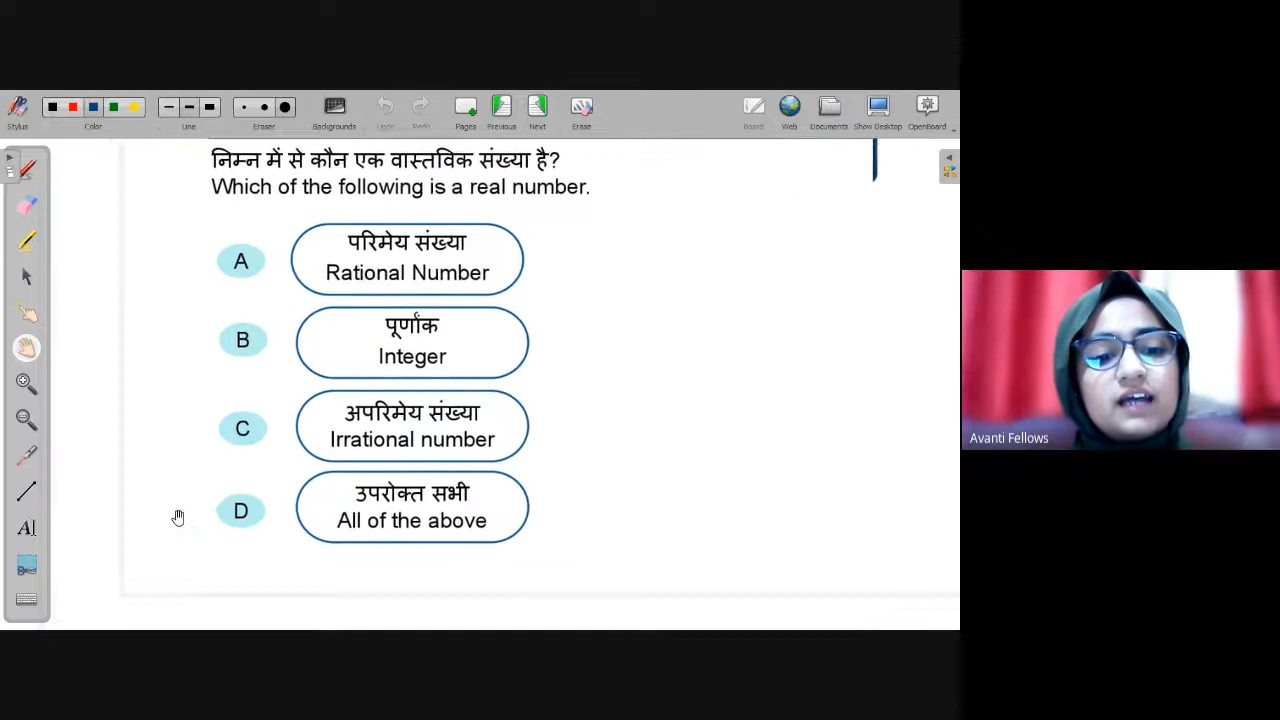 Stylus
Color
Line
Eraser
Backgrounds
Undo
Redo
Pages
Previous
Next
Erase
Board
Web
Documents
Show Desktop
OpenBoard
निम्न में से कौन एक वास्तविक संख्या है?
Which of the following is a real number.
A
परिमेय संख्या
Rational Number
B
पूर्णांक
Integer
C
अपरिमेय संख्या
Irrational number
D
उपरोक्त सभी
All of the above
Avanti Fellows